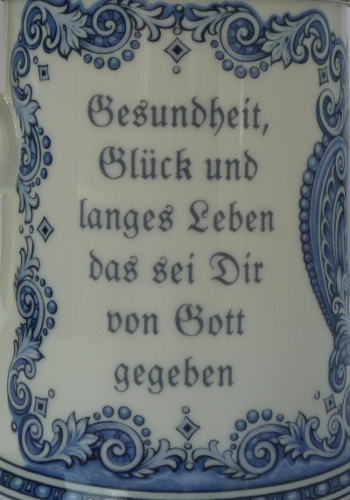 Gesundheit,
Glück und
langes Leben
das sei Dir
von Gott
gegeben